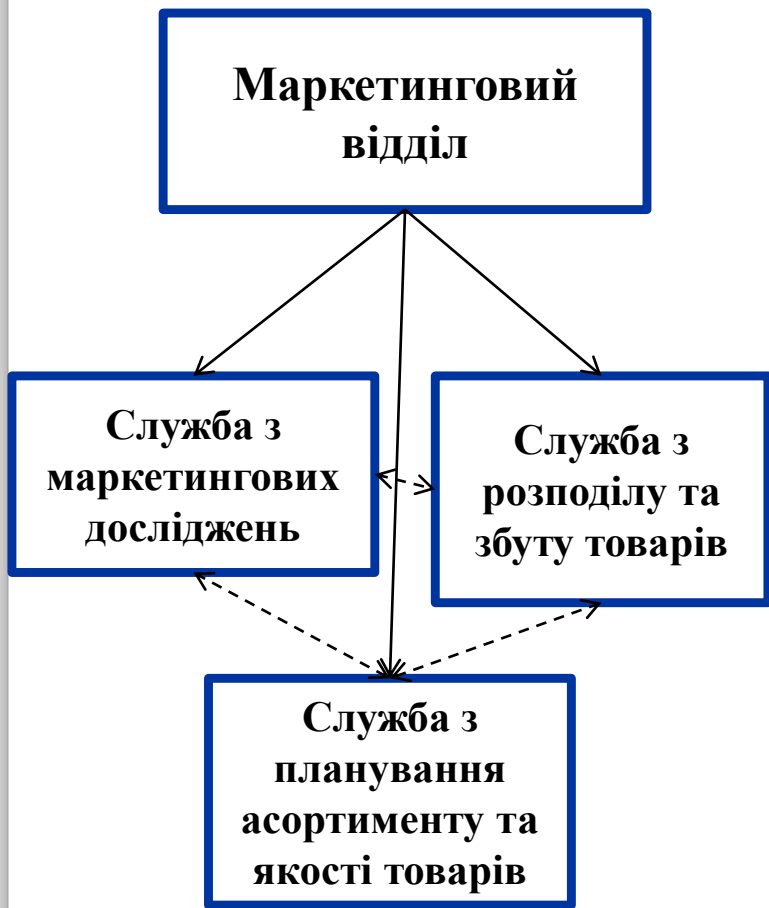 Маркетинговий
відділ
Служба з
маркетингових
досліджень
Служба з
розподілу та
збуту товарів
Служба з
планування
асортименту та
якості товарів